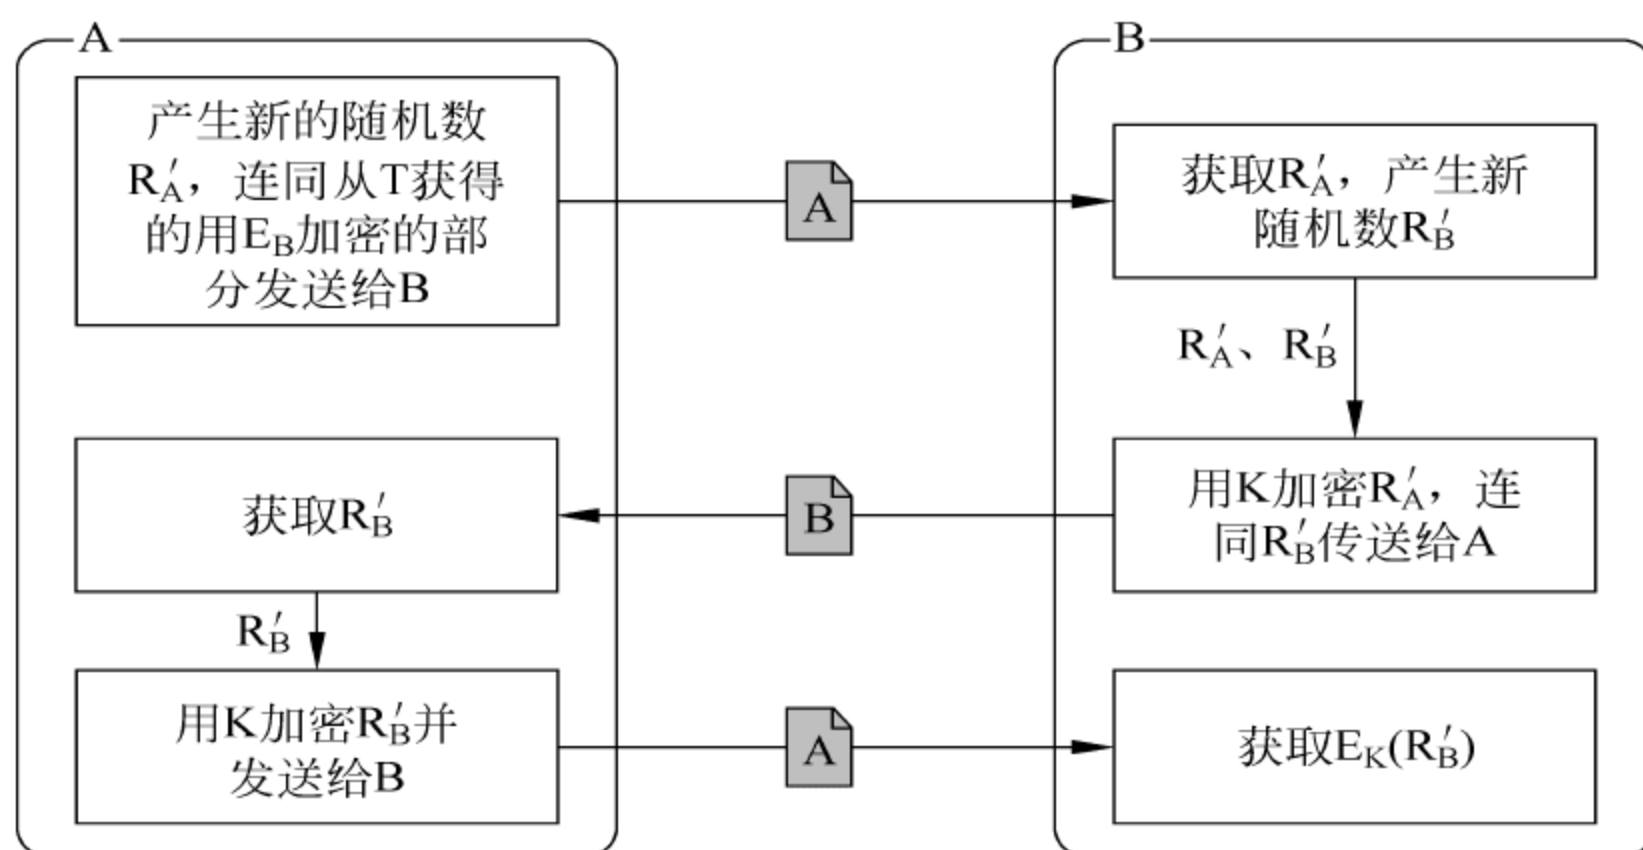 A
B
产生新的随机数
R′A，连同从T获得
的用EB加密的部
分发送给B
A
获取R′A，产生新
随机数R′B
R′A、R′B
获取R′B
B
用K加密R′A，连
同R′B传送给A
R′B
用K加密R′B并
发送给B
A
获取EK(R′B)